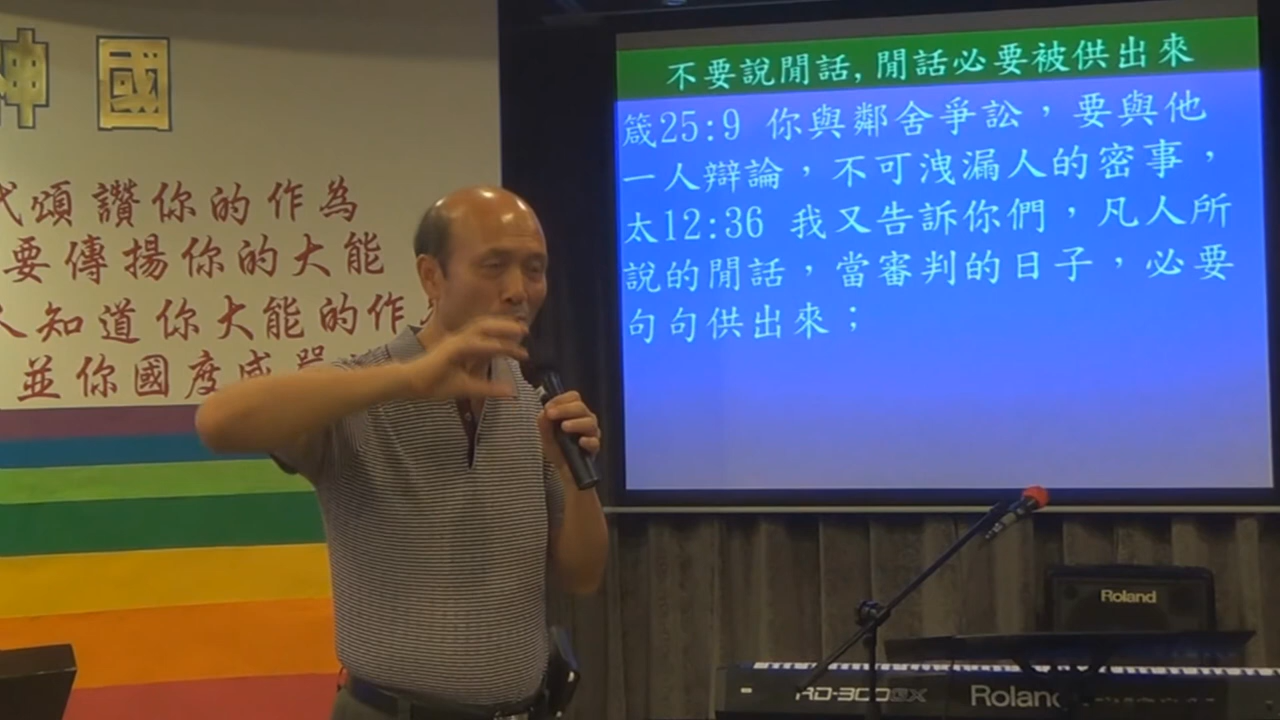 神 國
代頌讚你的作為
要傳揚你的大能
人知道你大能的作
並你國度威
不要說閒話,閒話必要被供出來
箴25:9 你與鄰舍爭訟，要與他
一人辯論，不可洩漏人的密事，
太12:36 我又告訴你們，凡人所
說的閒話，當審判的日子，必要
句句供出來；
Roland
RD-300GX
Roland